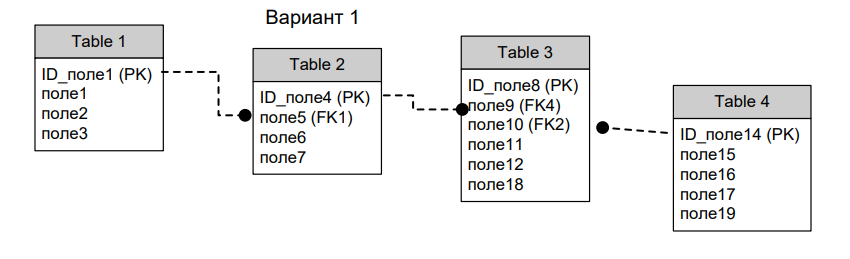 Вариант 1
Table 1
ID_поле1 (PK)
поле1
поле2
поле3
Table 2
ID_поле4 (PK)
поле5 (FK1)
поле6
поле7
Table 3
ID_поле8 (PK)
поле9 (FK4)
поле10 (FK2)
поле11
поле12
поле18
Table 4
ID_поле14 (PK)
поле15
поле16
поле17
поле19